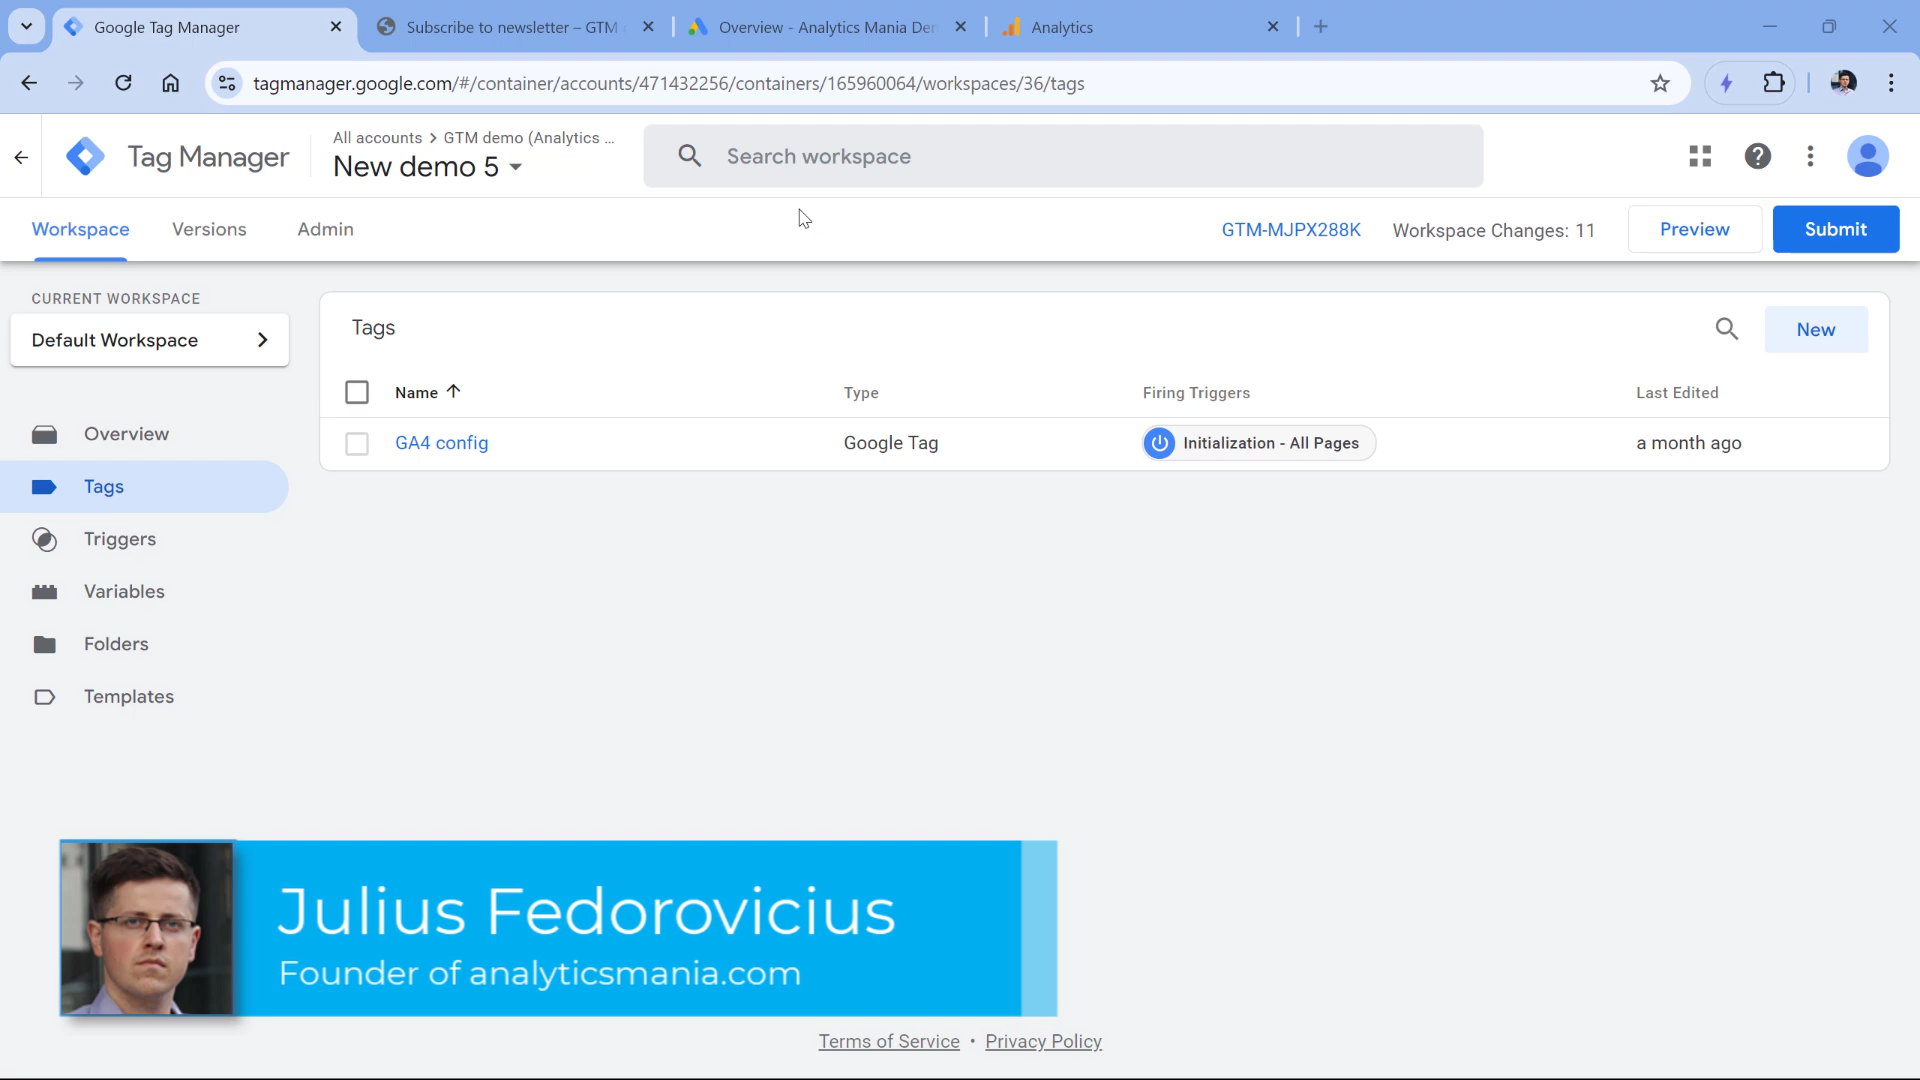 Google Tag Manager
Subscribe to newsletter – GTM
Overview - Analytics Mania Der
Analytics
tagmanager.google.com/#/container/accounts/471432256/containers/165960064/workspaces/36/tags
Tag Manager
All accounts > GTM demo (Analytics ...
New demo 5
Search workspace
Workspace
Versions
Admin
GTM-MJPX288K
Workspace Changes: 11
Preview
Submit
CURRENT WORKSPACE
Default Workspace
Overview
Tags
Triggers
Variables
Folders
Templates
Tags
New
Name
Type
Firing Triggers
Last Edited
GA4 config
Google Tag
Initialization - All Pages
a month ago
Julius Fedorovicius
Founder of analyticsmania.com
Terms of Service • Privacy Policy